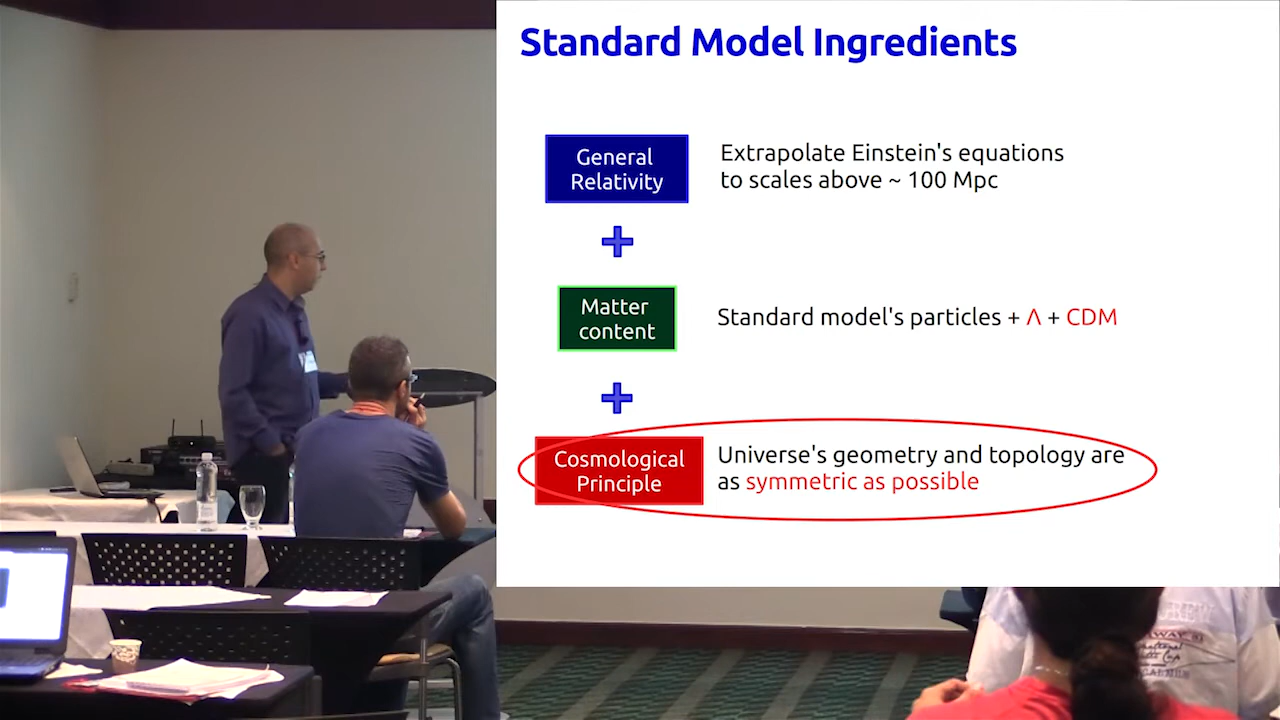 Standard Model Ingredients
General
Relativity
Extrapolate Einstein's equations
to scales above ~ 100 Mpc
+
Matter
content
Standard model's particles + Λ + CDM
+
Cosmological
Principle
Universe's geometry and topology are
as symmetric as possible